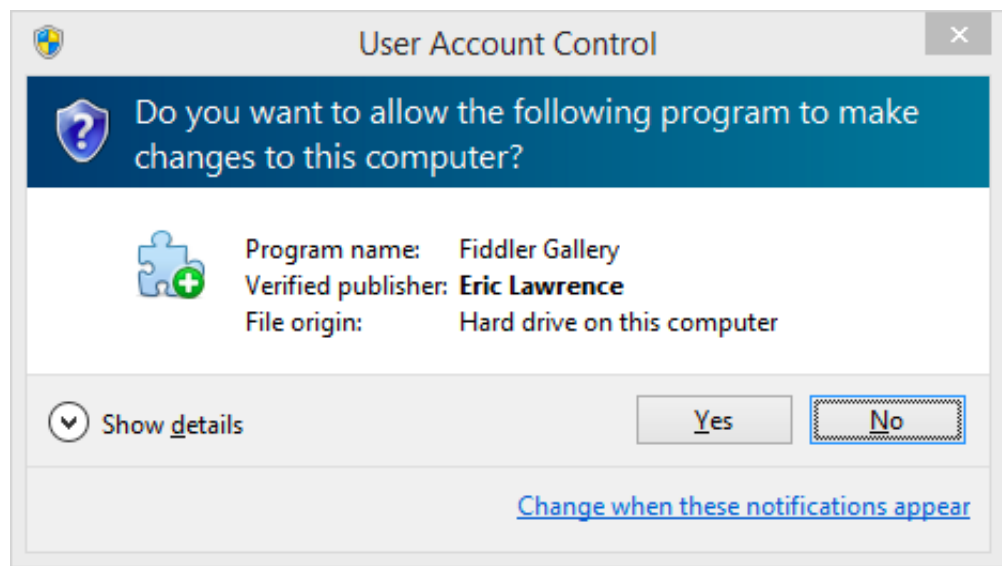 User Account Control
Do you want to allow the following program to make
changes to this computer?
Program name: Fiddler Gallery
Verified publisher: Eric Lawrence
File origin: Hard drive on this computer
Show details
Yes
No
Change when these notifications appear